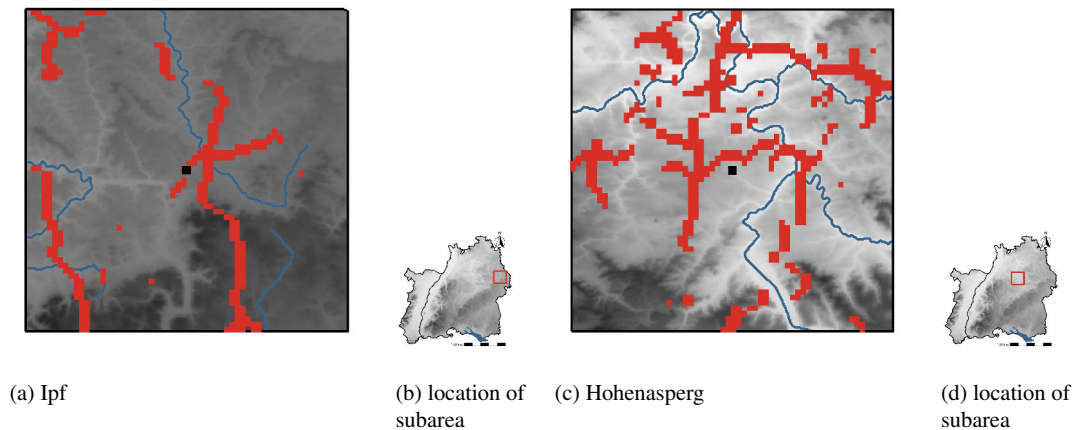 N
N
(a) Ipf
(b) location of
subarea
(c) Hohenasperg
(d) location of
subarea